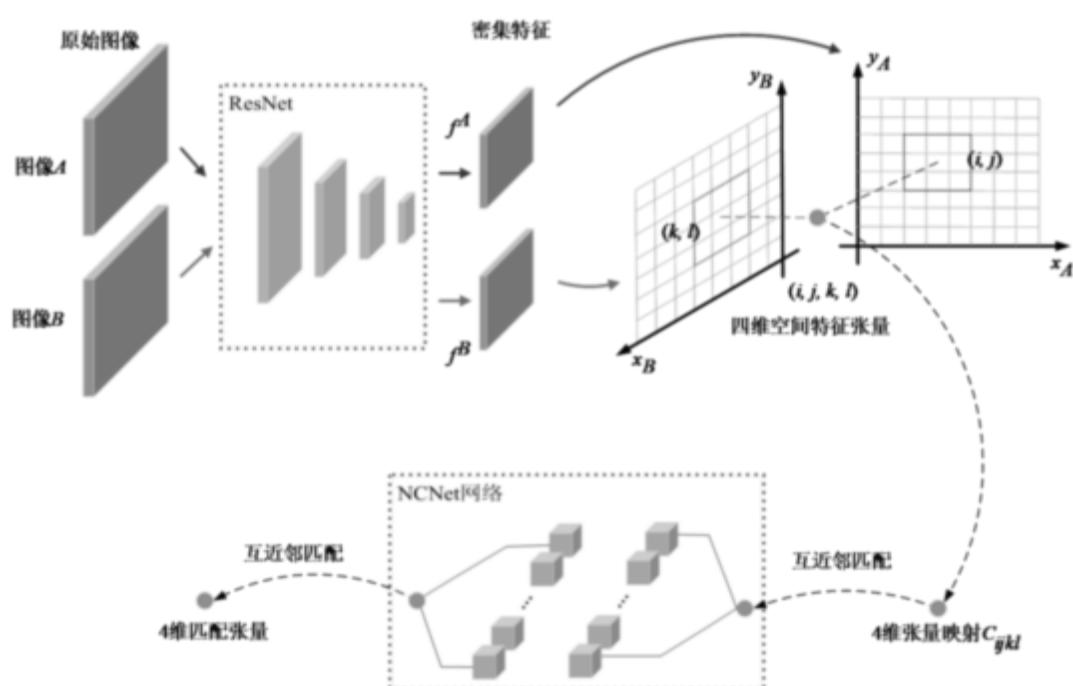 原始图像
密集特征
ResNet
图像A
图像B
f^A
f^B
y_B
y_A
(i, j)
(k, l)
x_A
(i, j, k, l)
四维空间特征张量
x_B
NCNet网络
互近邻匹配
互近邻匹配
4维匹配张量
4维张量映射C_ijkl